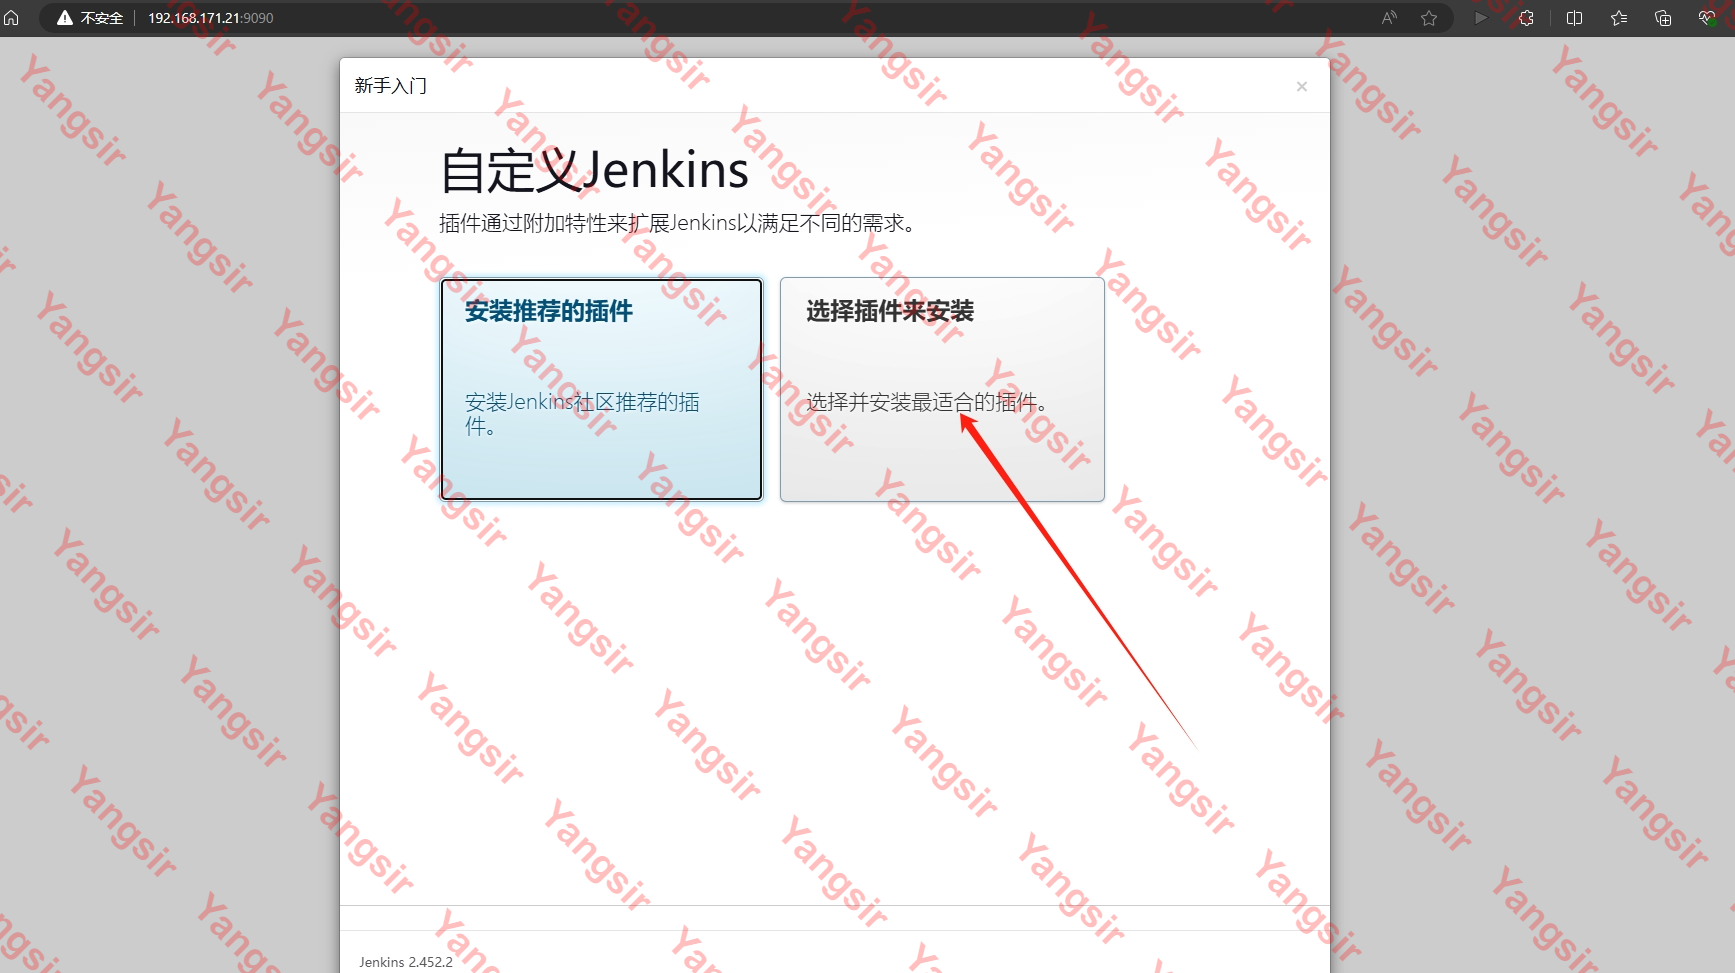 不安全 192.168.171.21:9090
新手入门
自定义Jenkins
插件通过附加特性来扩展Jenkins以满足不同的需求。
安装推荐的插件
安装Jenkins社区推荐的插
件。
选择插件来安装
选择并安装最适合的插件。
Jenkins 2.452.2
Yangsir